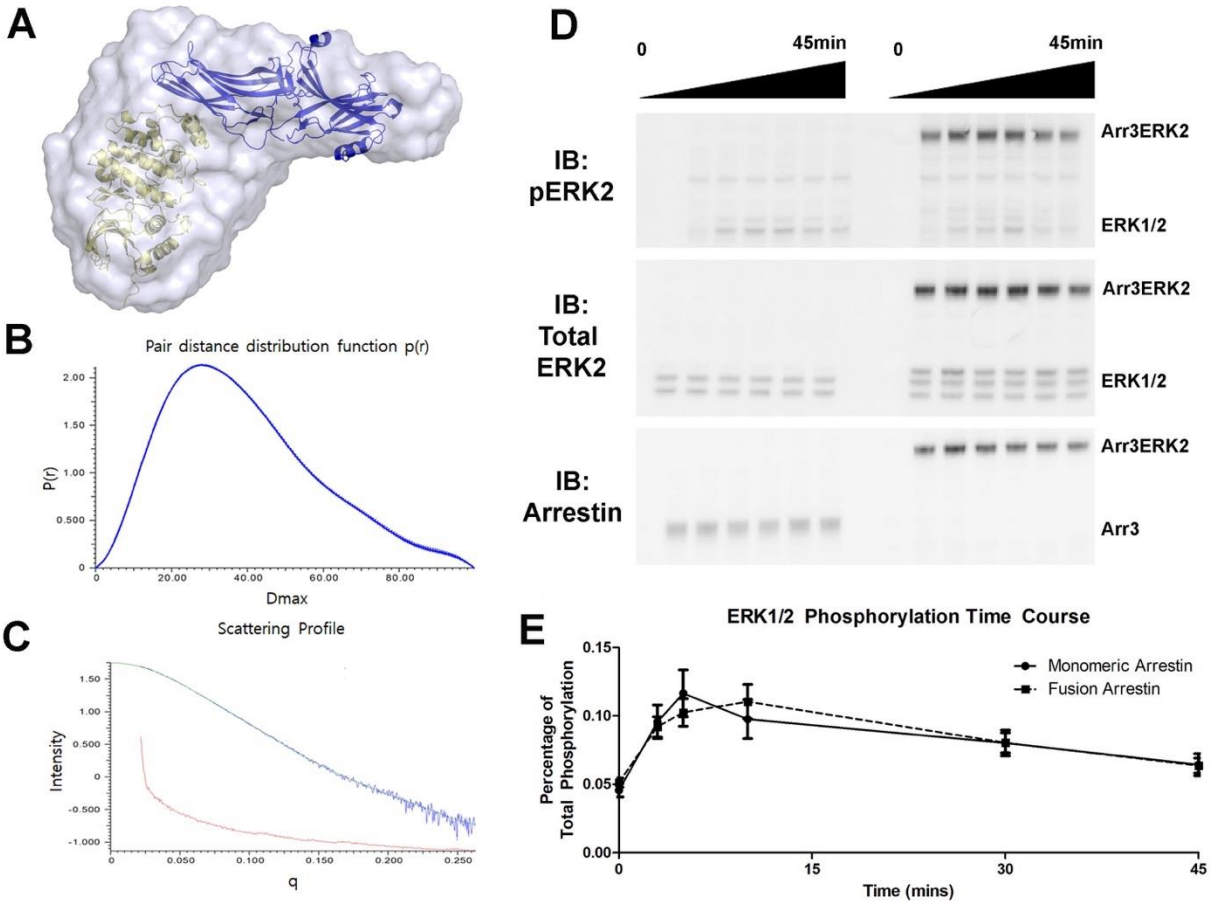 A
B
Pair distance distribution function p(r)
P(r)
2.00
1.50
1.00
0.500
0
0 20.00 40.00 60.00 80.00
Dmax
C
Scattering Profile
Intensity
1.50
1.00
0.500
0
-0.500
-1.000
0 0.050 0.100 0.150 0.200 0.250
q
D
0 45min 0 45min
IB:
pERK2
Arr3ERK2
ERK1/2
IB:
Total
ERK2
Arr3ERK2
ERK1/2
IB:
Arrestin
Arr3ERK2
Arr3
E
ERK1/2 Phosphorylation Time Course
Percentage of
Total Phosphorylation
0.15
0.10
0.05
0.00
Monomeric Arrestin
Fusion Arrestin
0 15 30 45
Time (mins)